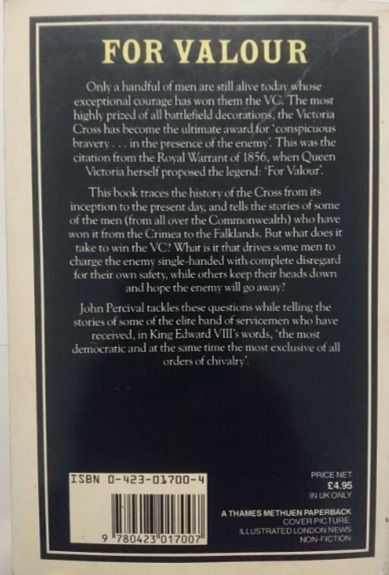 FOR VALOUR
Only a handful of men are still alive today whose
exceptional courage has won them the VC. The most
highly prized of all battlefield decorations, the Victoria
Cross has become the ultimate award for ‘conspicuous
bravery . . . in the presence of the enemy’. This was the
citation from the Royal Warrant of 1856, when Queen
Victoria herself proposed the legend: ‘For Valour’.
This book traces the history of the Cross from its
inception to the present day, and tells the stories of some
of the men (from all over the Commonwealth) who have
won it from the Crimea to the Falklands. But what does it
take to win the VC? What is it that drives some men to
charge the enemy single-handed with complete disregard
for their own safety, while others keep their heads down
and hope the enemy will go away?
John Percival tackles these questions while telling the
stories of some of the elite band of servicemen who have
received, in King Edward VIII’s words, ‘the most
democratic and at the same time the most exclusive of all
orders of chivalry’.
ISBN 0-423-01700-4
9 780423 017007
PRICE NET
£4.95
IN UK ONLY
A THAMES METHUEN PAPERBACK
COVER PICTURE:
ILLUSTRATED LONDON NEWS
NON-FICTION